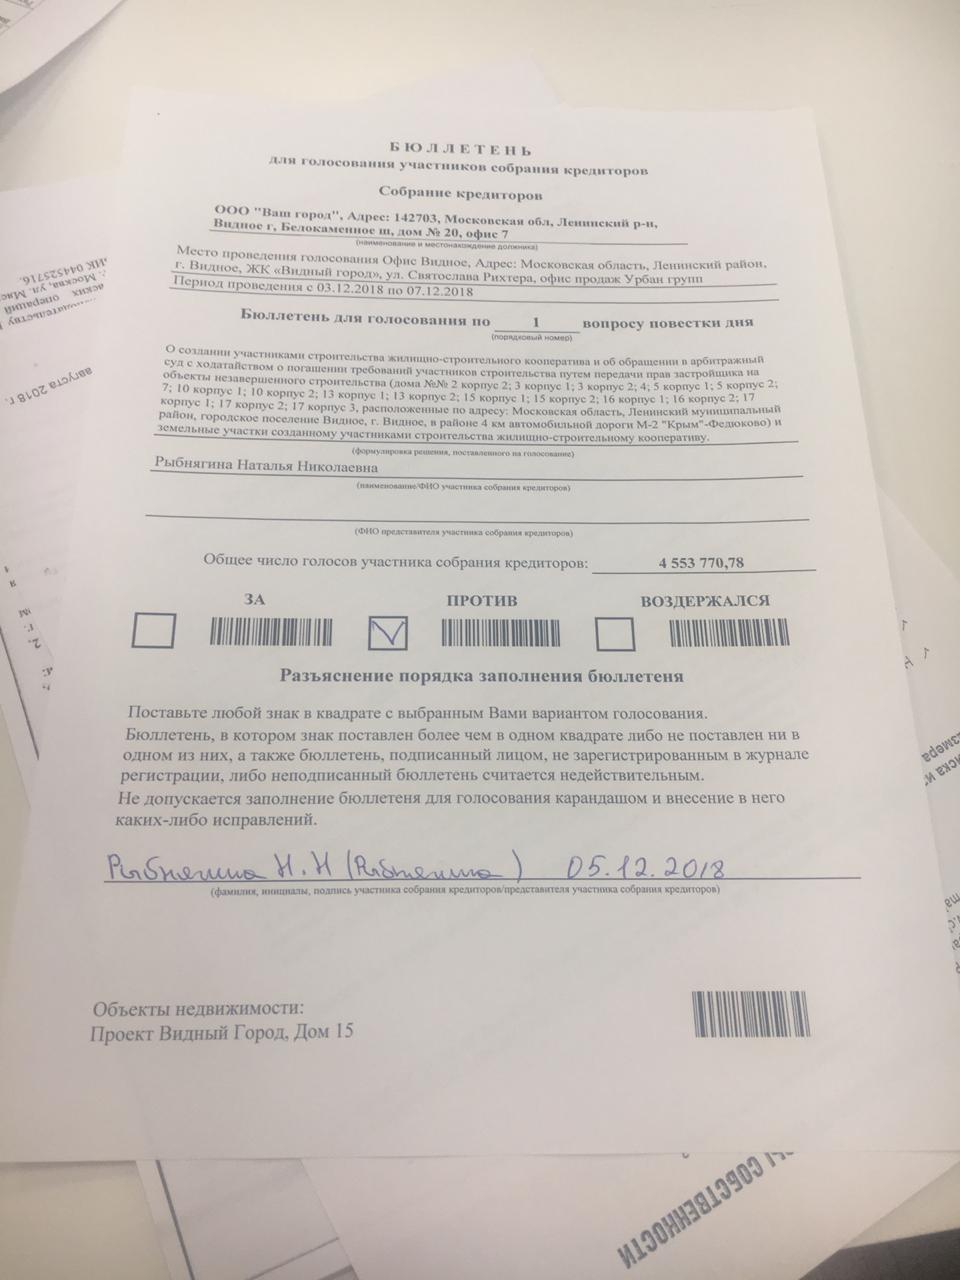 БЮЛЛЕТЕНЬ
для голосования участников собрания кредиторов
Собрание кредиторов
ООО "Ваш город", Адрес: 142703, Московская обл, Ленинский р-н,
Видное г, Белокаменное ш, дом № 20, офис 7
(наименование и местонахождение должника)
Место проведения голосования Офис Видное, Адрес: Московская область, Ленинский район,
г. Видное, ЖК «Видный город», ул. Святослава Рихтера, офис продаж Урбан групп
Период проведения с 03.12.2018 по 07.12.2018
Бюллетень для голосования по 1 вопросу повестки дня
(порядковый номер)
О создании участниками строительства жилищно-строительного кооператива и об обращении в арбитражный
суд с ходатайством о погашении требований участников строительства путем передачи прав застройщика на
объекты незавершенного строительства (дома №№ 2 корпус 2; 3 корпус 1; 3 корпус 2; 4; 5 корпус 1; 5 корпус 2;
7; 10 корпус 1; 10 корпус 2; 13 корпус 1; 13 корпус 2; 15 корпус 1; 15 корпус 2; 16 корпус 1; 16 корпус 2; 17
корпус 1; 17 корпус 2; 17 корпус 3, расположенные по адресу: Московская область, Ленинский муниципальный
район, городское поселение Видное, г. Видное, в районе 4 км автомобильной дороги М-2 "Крым"-Федюково) и
земельные участки созданному участниками строительства жилищно-строительному кооперативу.
(формулировка решения, поставленного на голосование)
Рыбнягина Наталья Николаевна
(наименование/ФИО участника собрания кредиторов)
(ФИО представителя участника собрания кредиторов)
Общее число голосов участника собрания кредиторов: 4 553 770,78
ЗА ПРОТИВ ВОЗДЕРЖАЛСЯ
Разъяснение порядка заполнения бюллетеня
Поставьте любой знак в квадрате с выбранным Вами вариантом голосования.
Бюллетень, в котором знак поставлен более чем в одном квадрате либо не поставлен ни в
одном из них, а также бюллетень, подписанный лицом, не зарегистрированным в журнале
регистрации, либо неподписанный бюллетень считается недействительным.
Не допускается заполнение бюллетеня для голосования карандашом и внесение в него
каких-либо исправлений.
Рыбнягина Н.Н (Рыбнягина) 05.12.2018
(фамилия, инициалы, подпись участника собрания кредиторов/представителя участника собрания кредиторов)
Объекты недвижимости:
Проект Видный Город, Дом 15
августа 2018 г.
СОБСТВЕННОСТИ